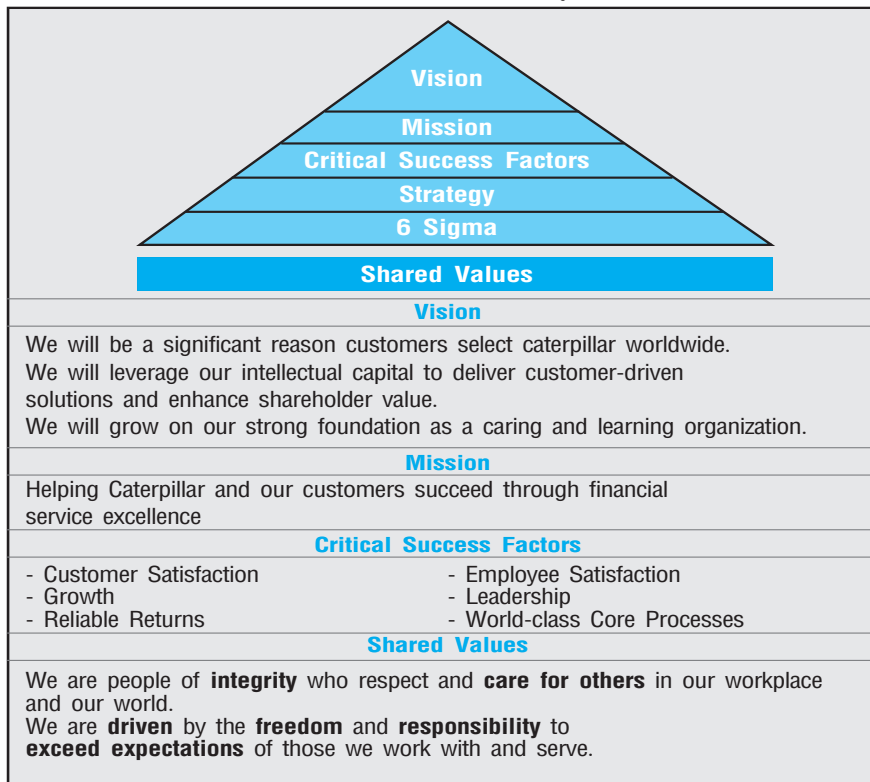 Vision
Mission
Critical Success Factors
Strategy
6 Sigma
Shared Values
Vision
We will be a significant reason customers select caterpillar worldwide.
We will leverage our intellectual capital to deliver customer-driven
solutions and enhance shareholder value.
We will grow on our strong foundation as a caring and learning organization.
Mission
Helping Caterpillar and our customers succeed through financial
service excellence
Critical Success Factors
- Customer Satisfaction
- Growth
- Reliable Returns
- Employee Satisfaction
- Leadership
- World-class Core Processes
Shared Values
We are people of integrity who respect and care for others in our workplace
and our world.
We are driven by the freedom and responsibility to
exceed expectations of those we work with and serve.